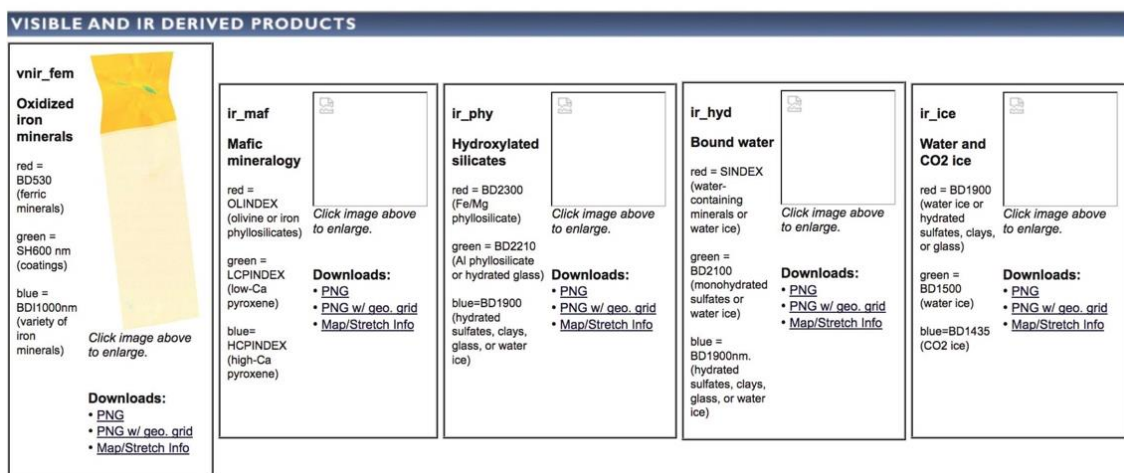 VISIBLE AND IR DERIVED PRODUCTS
vnir_fem
Oxidized
iron
minerals
red =
BD530
(ferric
minerals)
green =
SH600 nm
(coatings)
blue =
BDI1000nm
(variety of
iron
minerals)
Click image above
to enlarge.
Downloads:
• PNG
• PNG w/ geo. grid
• Map/Stretch Info
ir_maf
Mafic
mineralogy
red =
OLINDEX
(olivine or iron
phyllosilicates)
green =
LCPINDEX
(low-Ca
pyroxene)
blue=
HCPINDEX
(high-Ca
pyroxene)
Click image above
to enlarge.
Downloads:
• PNG
• PNG w/ geo. grid
• Map/Stretch Info
ir_phy
Hydroxylated
silicates
red = BD2300
(Fe/Mg
phyllosilicate)
green = BD2210
(Al phyllosilicate
or hydrated glass)
blue=BD1900
(hydrated
sulfates, clays,
glass, or water
ice)
Click image above
to enlarge.
Downloads:
• PNG
• PNG w/ geo. grid
• Map/Stretch Info
ir_hyd
Bound water
red = SINDEX
(water-
containing
minerals or
water ice)
green =
BD2100
(monohydrated
sulfates or
water ice)
blue =
BD1900nm.
(hydrated
sulfates, clays,
glass, or water
ice)
Click image above
to enlarge.
Downloads:
• PNG
• PNG w/ geo. grid
• Map/Stretch Info
ir_ice
Water and
CO2 ice
red = BD1900
(water ice or
hydrated
sulfates, clays,
or glass)
green =
BD1500
(water ice)
blue=BD1435
(CO2 ice)
Click image above
to enlarge.
Downloads:
• PNG
• PNG w/ geo. grid
• Map/Stretch Info